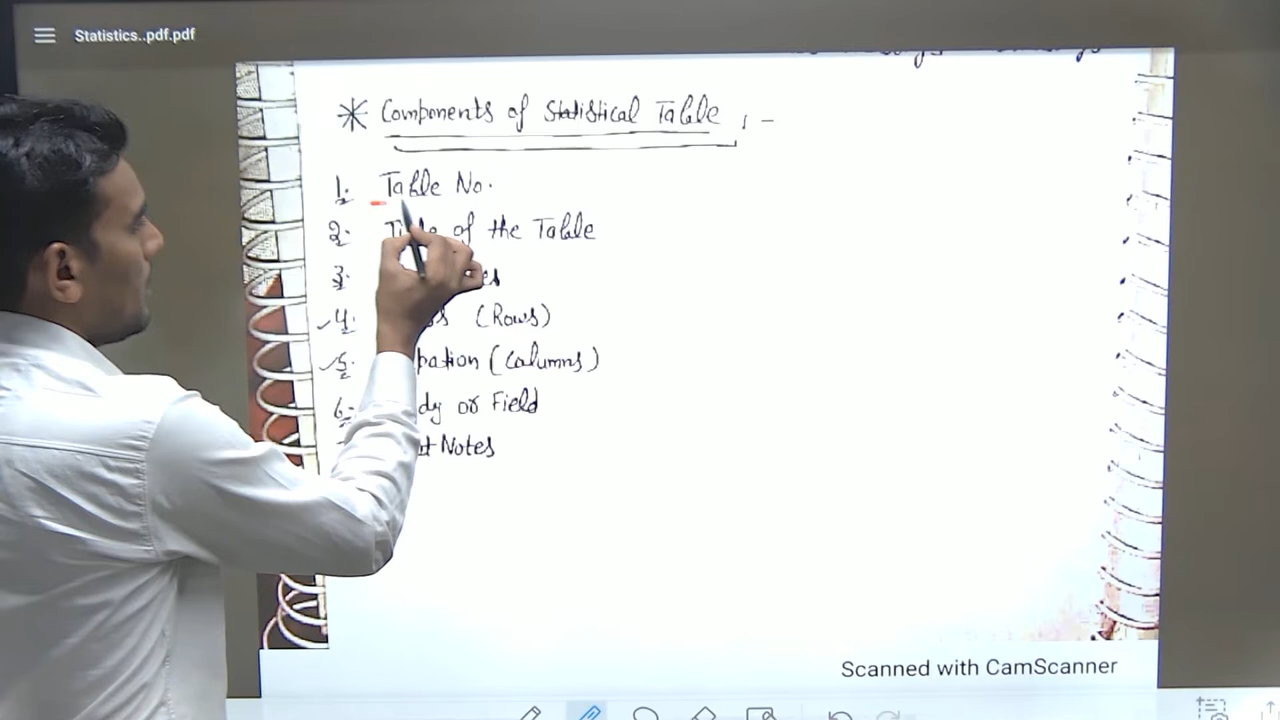 Statistics..pdf.pdf
* Components of Statistical Table :-
1. Table No.
2. of the Table
3.
4. (Rows)
5. (Columns)
6. or Field
Notes
Scanned with CamScanner